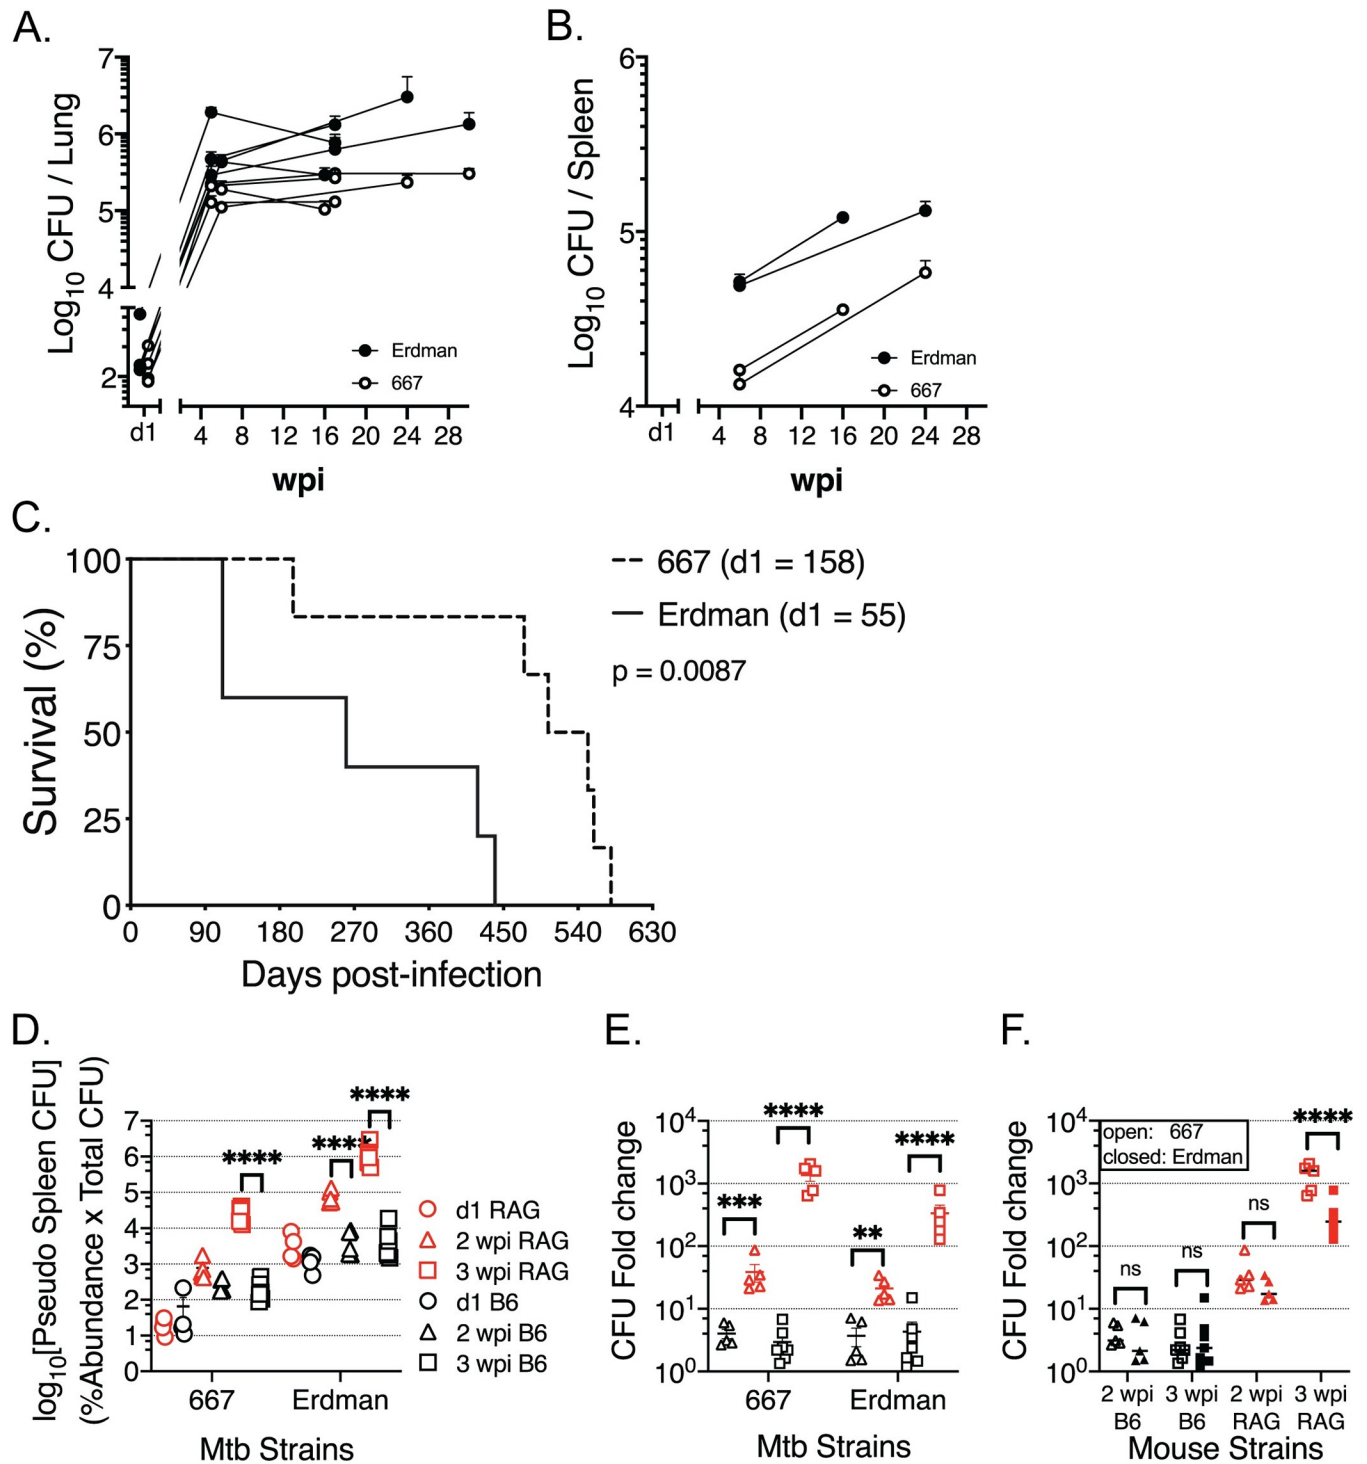 A.
7
6
5
4
2
Log10 CFU / Lung
Erdman
667
d1 4 8 12 16 20 24 28
wpi
B.
6
5
4
Log10 CFU / Spleen
Erdman
667
d1 4 8 12 16 20 24 28
wpi
C.
100
75
50
25
0
Survival (%)
667 (d1 = 158)
Erdman (d1 = 55)
p = 0.0087
0 90 180 270 360 450 540 630
Days post-infection
D.
log10[Pseudo Spleen CFU]
(%Abundance x Total CFU)
7
6
5
4
3
2
1
0
****
****
****
d1 RAG
2 wpi RAG
3 wpi RAG
d1 B6
2 wpi B6
3 wpi B6
667 Erdman
Mtb Strains
E.
CFU Fold change
10^4
10^3
10^2
10^1
10^0
***
****
**
****
667 Erdman
Mtb Strains
F.
CFU Fold change
10^4
10^3
10^2
10^1
10^0
open: 667
closed: Erdman
ns
ns
ns
****
2 wpi 3 wpi 2 wpi 3 wpi
B6 B6 RAG RAG
Mouse Strains